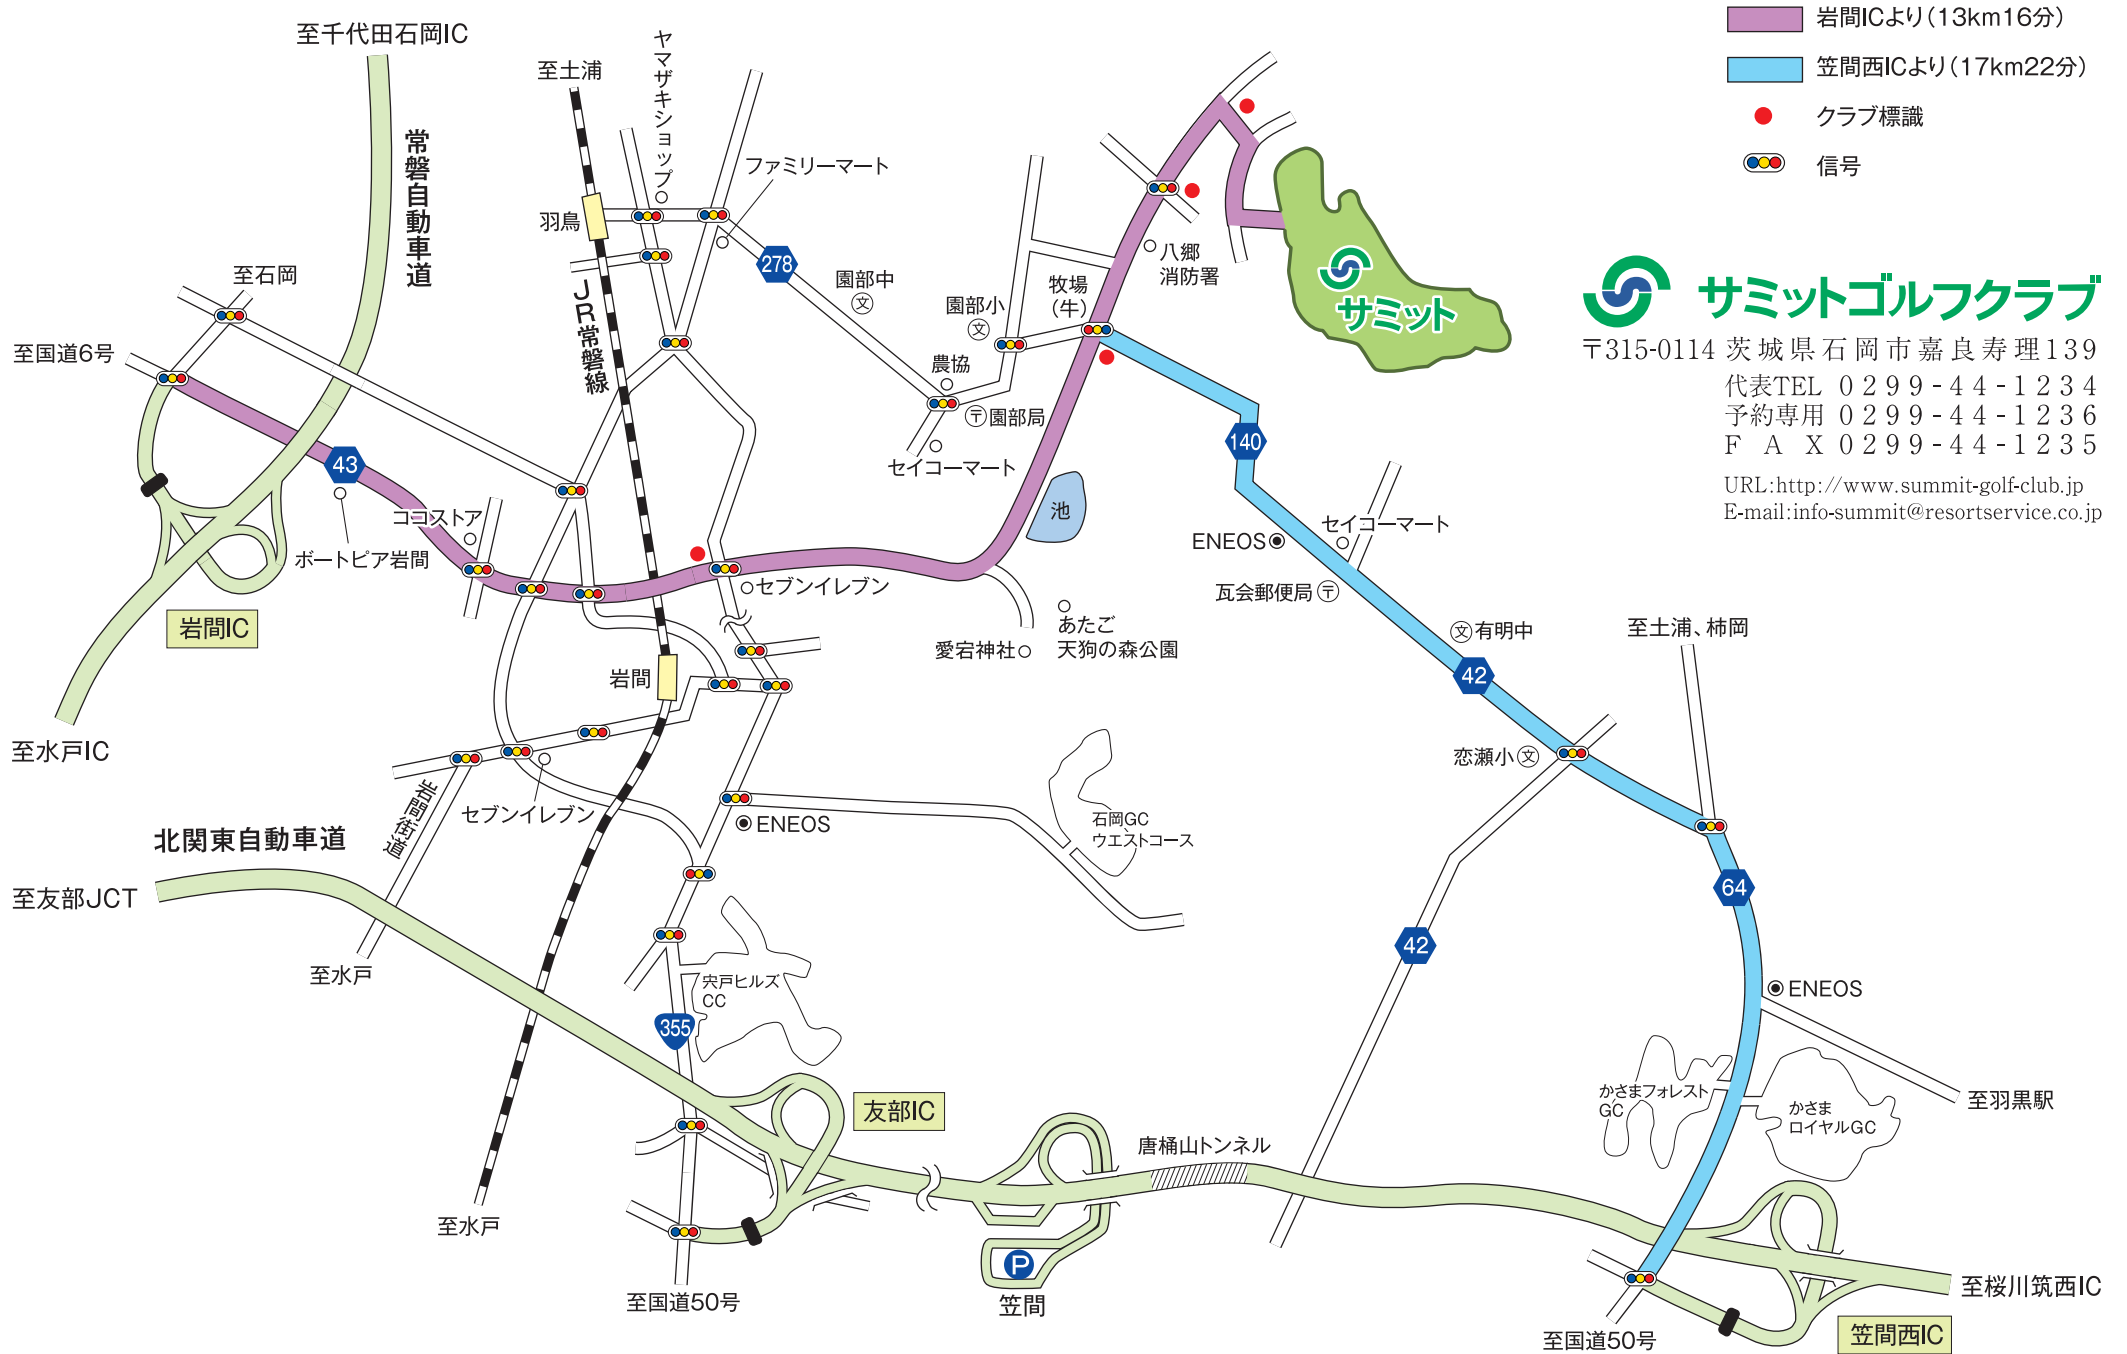 岩間ICより(13km16分)
笠間西ICより(17km22分)
クラブ標識
信号
サミットゴルフクラブ
〒315-0114 茨城県石岡市嘉良寿理139
代表TEL 0299-44-1234
予約専用 0299-44-1236
FAX 0299-44-1235
URL:http://www.summit-golf-club.jp
E-mail:info-summit@resortservice.co.jp
至千代田石岡IC
常磐自動車道
至土浦
ヤマザキショップ
ファミリーマート
羽鳥
278
JR常磐線
至石岡
至国道6号
園部中
文
園部小
文
牧場
(牛)
八郷
消防署
サミット
農協
〒園部局
セイコーマート
43
ココストア
ボートピア岩間
池
140
セイコーマート
ENEOS
瓦会郵便局〒
岩間IC
セブンイレブン
あたご
天狗の森公園
愛宕神社
文有明中
至土浦、柿岡
42
岩間
至水戸IC
恋瀬小文
岩間街道
セブンイレブン
ENEOS
石岡GC
ウエストコース
北関東自動車道
至友部JCT
64
42
至水戸
宍戸ヒルズ
CC
355
ENEOS
かさまフォレスト
GC
かさま
ロイヤルGC
至羽黒駅
友部IC
唐桶山トンネル
至水戸
P
笠間
至国道50号
至桜川筑西IC
至国道50号
笠間西IC